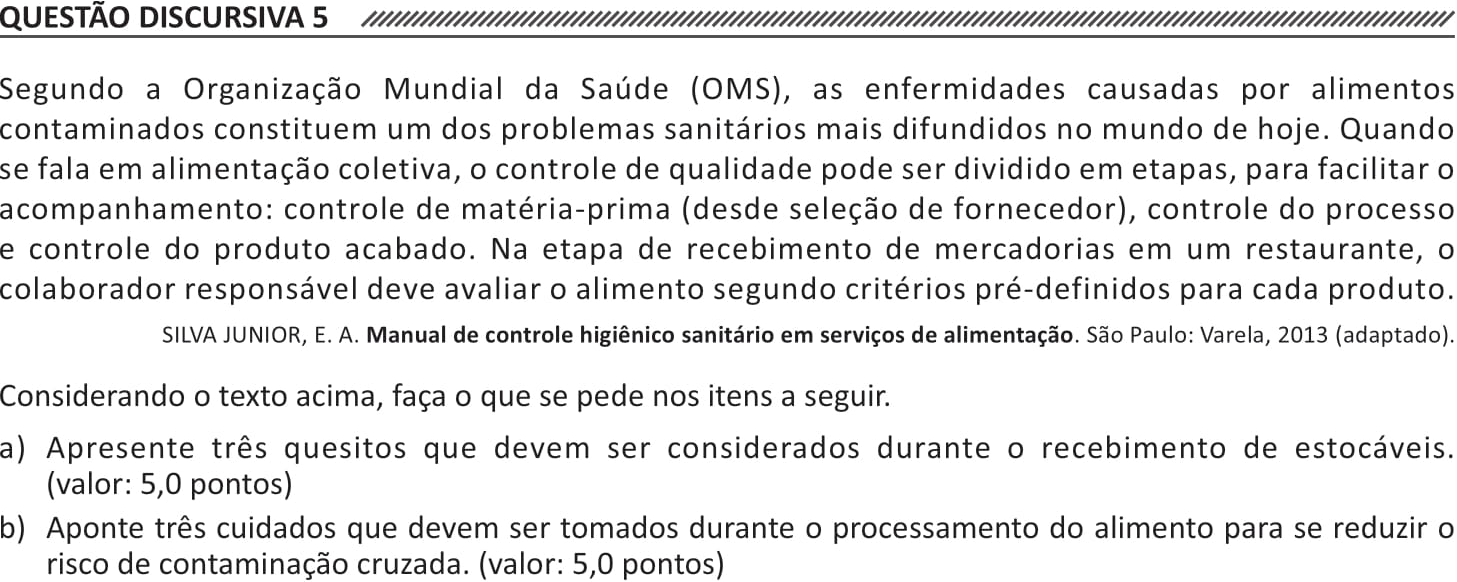 QUESTÃO DISCURSIVA 5
Segundo a Organização Mundial da Saúde (OMS), as enfermidades causadas por alimentos
contaminados constituem um dos problemas sanitários mais difundidos no mundo de hoje. Quando
se fala em alimentação coletiva, o controle de qualidade pode ser dividido em etapas, para facilitar o
acompanhamento: controle de matéria-prima (desde seleção de fornecedor), controle do processo
e controle do produto acabado. Na etapa de recebimento de mercadorias em um restaurante, o
colaborador responsável deve avaliar o alimento segundo critérios pré-definidos para cada produto.
SILVA JUNIOR, E. A. Manual de controle higiênico sanitário em serviços de alimentação. São Paulo: Varela, 2013 (adaptado).
Considerando o texto acima, faça o que se pede nos itens a seguir.
a) Apresente três quesitos que devem ser considerados durante o recebimento de estocáveis.
(valor: 5,0 pontos)
b) Aponte três cuidados que devem ser tomados durante o processamento do alimento para se reduzir o
risco de contaminação cruzada. (valor: 5,0 pontos)